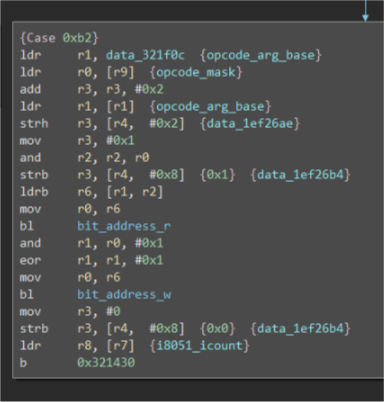 {Case 0xb2}
ldr r1, data_321f0c {opcode_arg_base}
ldr r0, [r9] {opcode_mask}
add r3, r3, #0x2
ldr r1, [r1] {opcode_arg_base}
strh r3, [r4, #0x2] {data_1ef26ae}
mov r3, #0x1
and r2, r2, r0
strb r3, [r4, #0x8] {0x1} {data_1ef26b4}
ldrb r6, [r1, r2]
mov r0, r6
bl bit_address_r
and r1, r0, #0x1
eor r1, r1, #0x1
mov r0, r6
bl bit_address_w
mov r3, #0
strb r3, [r4, #0x8] {0x0} {data_1ef26b4}
ldr r8, [r7] {i8051_icount}
b 0x321430